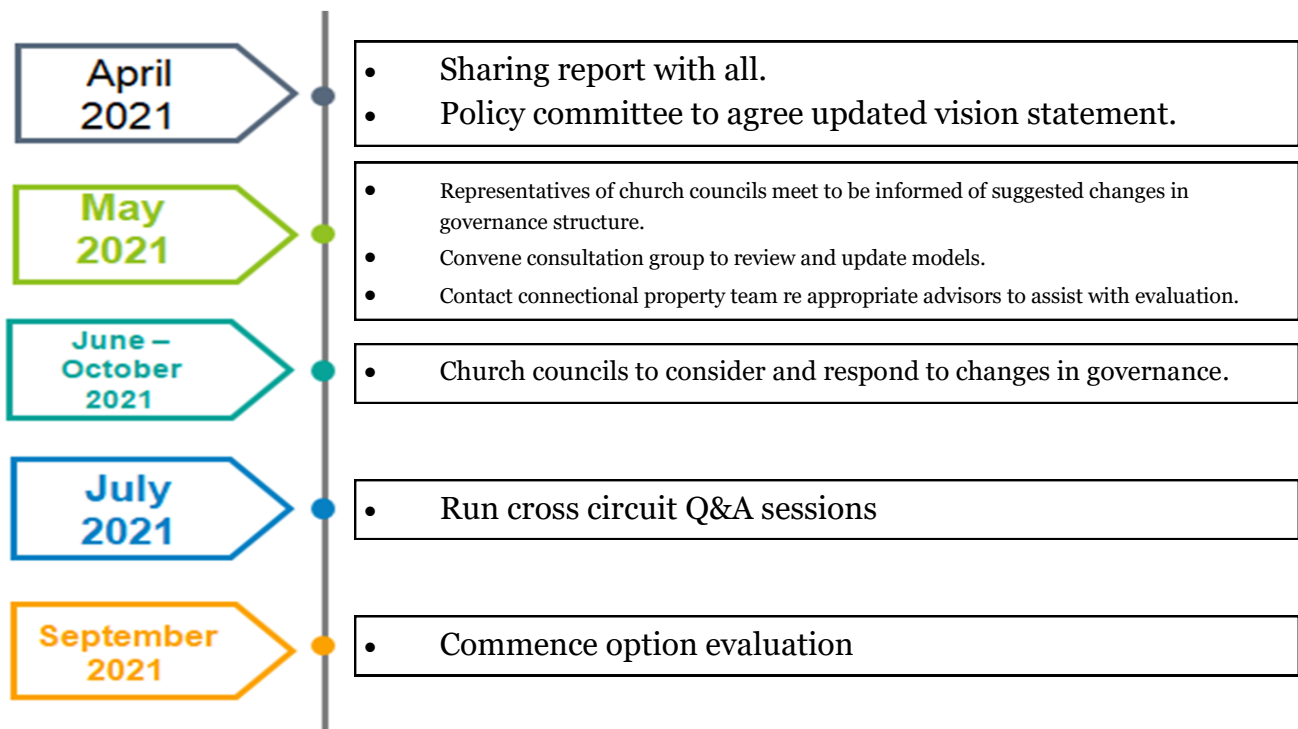 April
2021
• Sharing report with all.
• Policy committee to agree updated vision statement.
May
2021
• Representatives of church councils meet to be informed of suggested changes in
governance structure.
• Convene consultation group to review and update models.
• Contact connectional property team re appropriate advisors to assist with evaluation.
June –
October
2021
• Church councils to consider and respond to changes in governance.
July
2021
• Run cross circuit Q&A sessions
September
2021
• Commence option evaluation